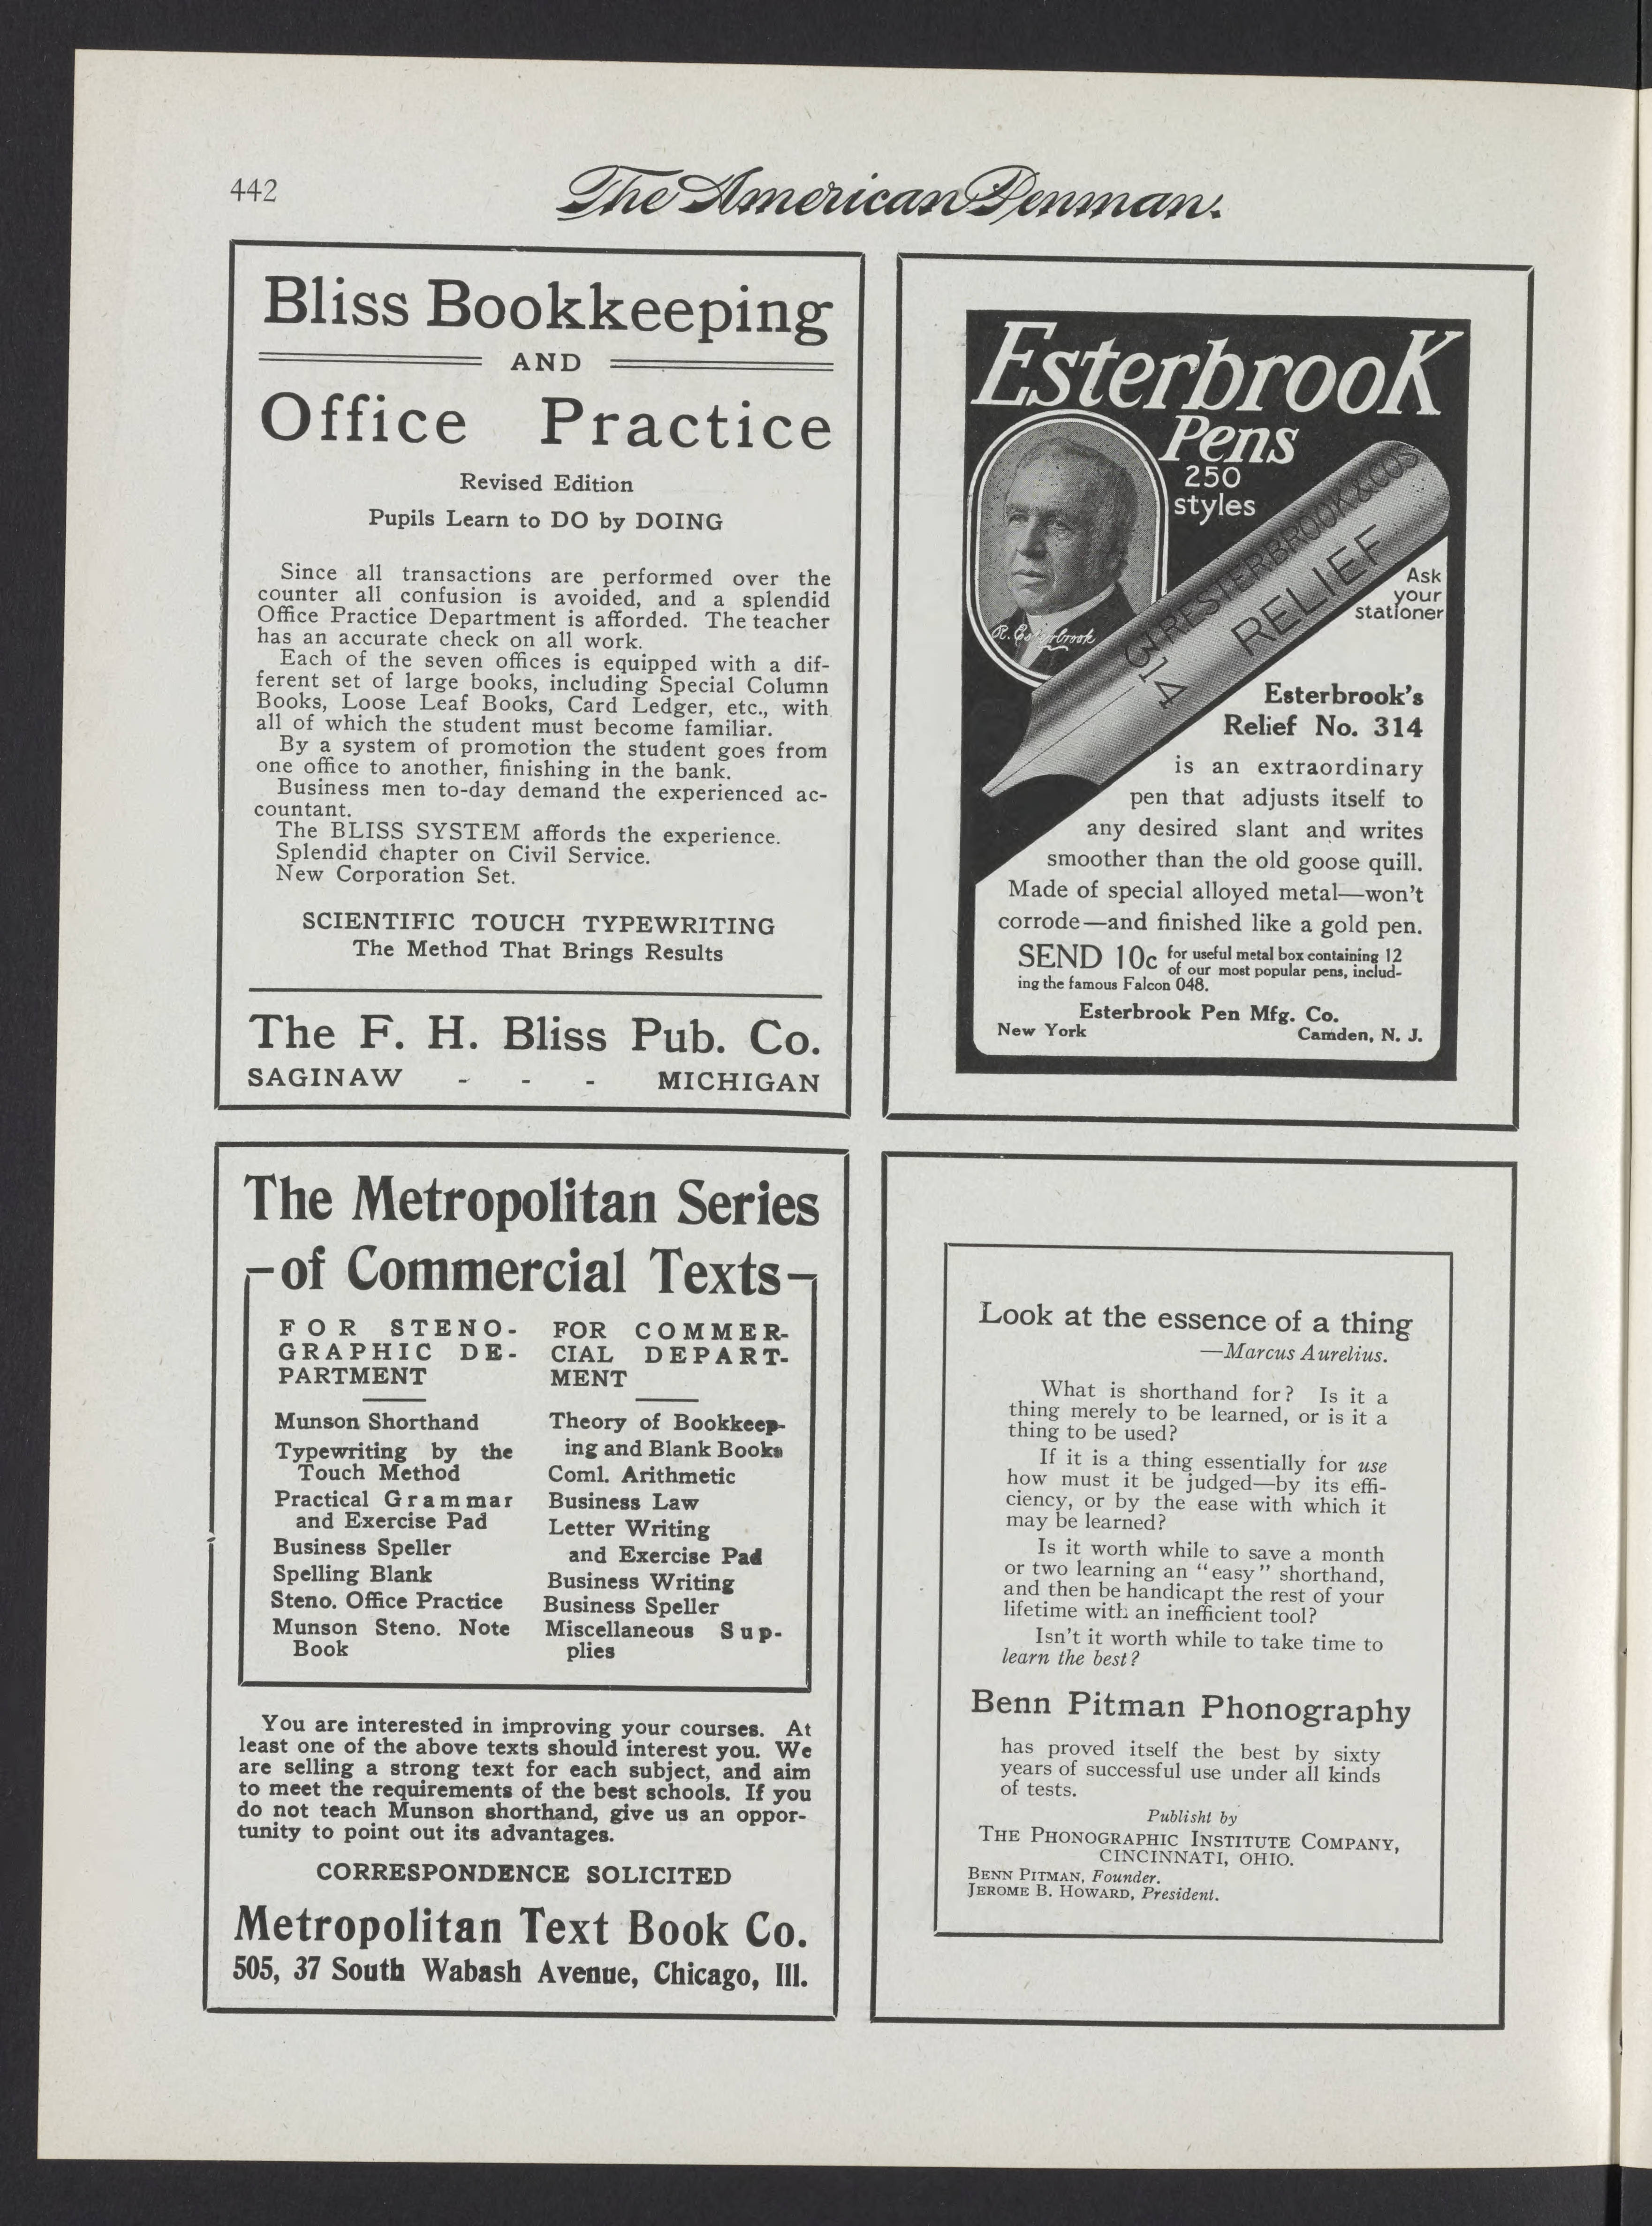 442
The American Penman.
Bliss Bookkeeping
AND
Office Practice
Revised Edition
Pupils Learn to DO by DOING
Since all transactions are performed over the
counter all confusion is avoided, and a splendid
Office Practice Department is afforded. The teacher
has an accurate check on all work.
Each of the seven offices is equipped with a dif-
ferent set of large books, including Special Column
Books, Loose Leaf Books, Card Ledger, etc., with
all of which the student must become familiar.
By a system of promotion the student goes from
one office to another, finishing in the bank.
Business men to-day demand the experienced ac-
countant.
The BLISS SYSTEM affords the experience.
Splendid chapter on Civil Service.
New Corporation Set.
SCIENTIFIC TOUCH TYPEWRITING
The Method That Brings Results
The F. H. Bliss Pub. Co.
SAGINAW - - - MICHIGAN
Esterbrook
Pens
250
styles
R. Esterbrook
R ESTERBROOK & CO'S
RELIEF
314
Ask
your
stationer
Esterbrook's
Relief No. 314
is an extraordinary
pen that adjusts itself to
any desired slant and writes
smoother than the old goose quill.
Made of special alloyed metal—won't
corrode—and finished like a gold pen.
SEND 10c for useful metal box containing 12
of our most popular pens, includ-
ing the famous Falcon 048.
Esterbrook Pen Mfg. Co.
New York Camden, N. J.
The Metropolitan Series
of Commercial Texts
FOR STENO-
GRAPHIC DE-
PARTMENT
Munson Shorthand
Typewriting by the
Touch Method
Practical Grammar
and Exercise Pad
Business Speller
Spelling Blank
Steno. Office Practice
Munson Steno. Note
Book
FOR COMMER-
CIAL DEPART-
MENT
Theory of Bookkeep-
ing and Blank Books
Coml. Arithmetic
Business Law
Letter Writing
and Exercise Pad
Business Writing
Business Speller
Miscellaneous Sup-
plies
You are interested in improving your courses. At
least one of the above texts should interest you. We
are selling a strong text for each subject, and aim
to meet the requirements of the best schools. If you
do not teach Munson shorthand, give us an oppor-
tunity to point out its advantages.
CORRESPONDENCE SOLICITED
Metropolitan Text Book Co.
505, 37 South Wabash Avenue, Chicago, Ill.
Look at the essence of a thing
—Marcus Aurelius.
What is shorthand for? Is it a
thing merely to be learned, or is it a
thing to be used?
If it is a thing essentially for use
how must it be judged—by its effi-
ciency, or by the ease with which it
may be learned?
Is it worth while to save a month
or two learning an "easy" shorthand,
and then be handicapt the rest of your
lifetime with an inefficient tool?
Isn't it worth while to take time to
learn the best?
Benn Pitman Phonography
has proved itself the best by sixty
years of successful use under all kinds
of tests.
Publisht by
THE PHONOGRAPHIC INSTITUTE COMPANY,
CINCINNATI, OHIO.
BENN PITMAN, Founder.
JEROME B. HOWARD, President.